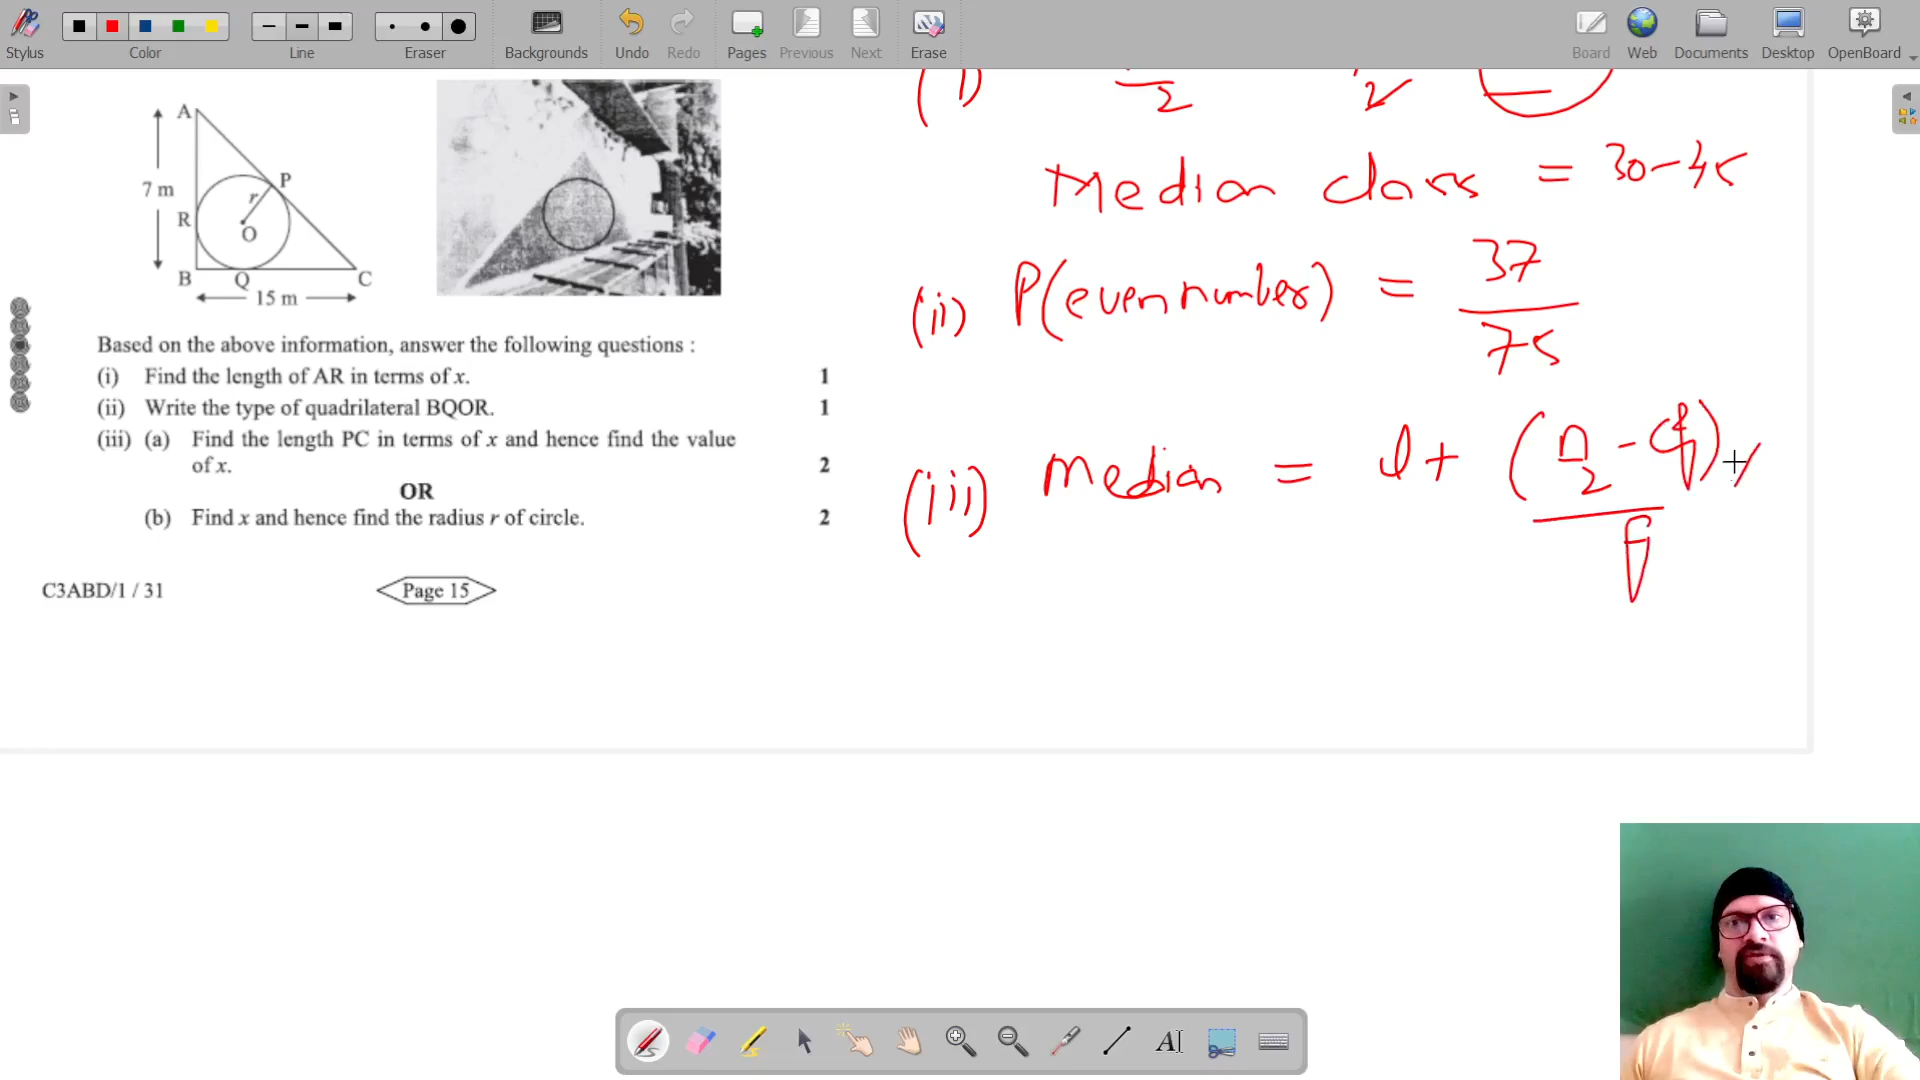 Stylus Color Line Eraser Backgrounds Undo Redo Pages Previous Next Erase Board Web Documents Desktop OpenBoard
A
7 m
P
r
R
O
B
Q
C
15 m
Based on the above information, answer the following questions :
(i) Find the length of AR in terms of x. 1
(ii) Write the type of quadrilateral BQOR. 1
(iii) (a) Find the length PC in terms of x and hence find the value
of x. 2
OR
(b) Find x and hence find the radius r of circle. 2
C3ABD/1 / 31 Page 15
(i) 2 2
Median class = 30-45
(ii) P(even number) = 37
75
(iii) Median = l + (n/2 - cf) ×
f